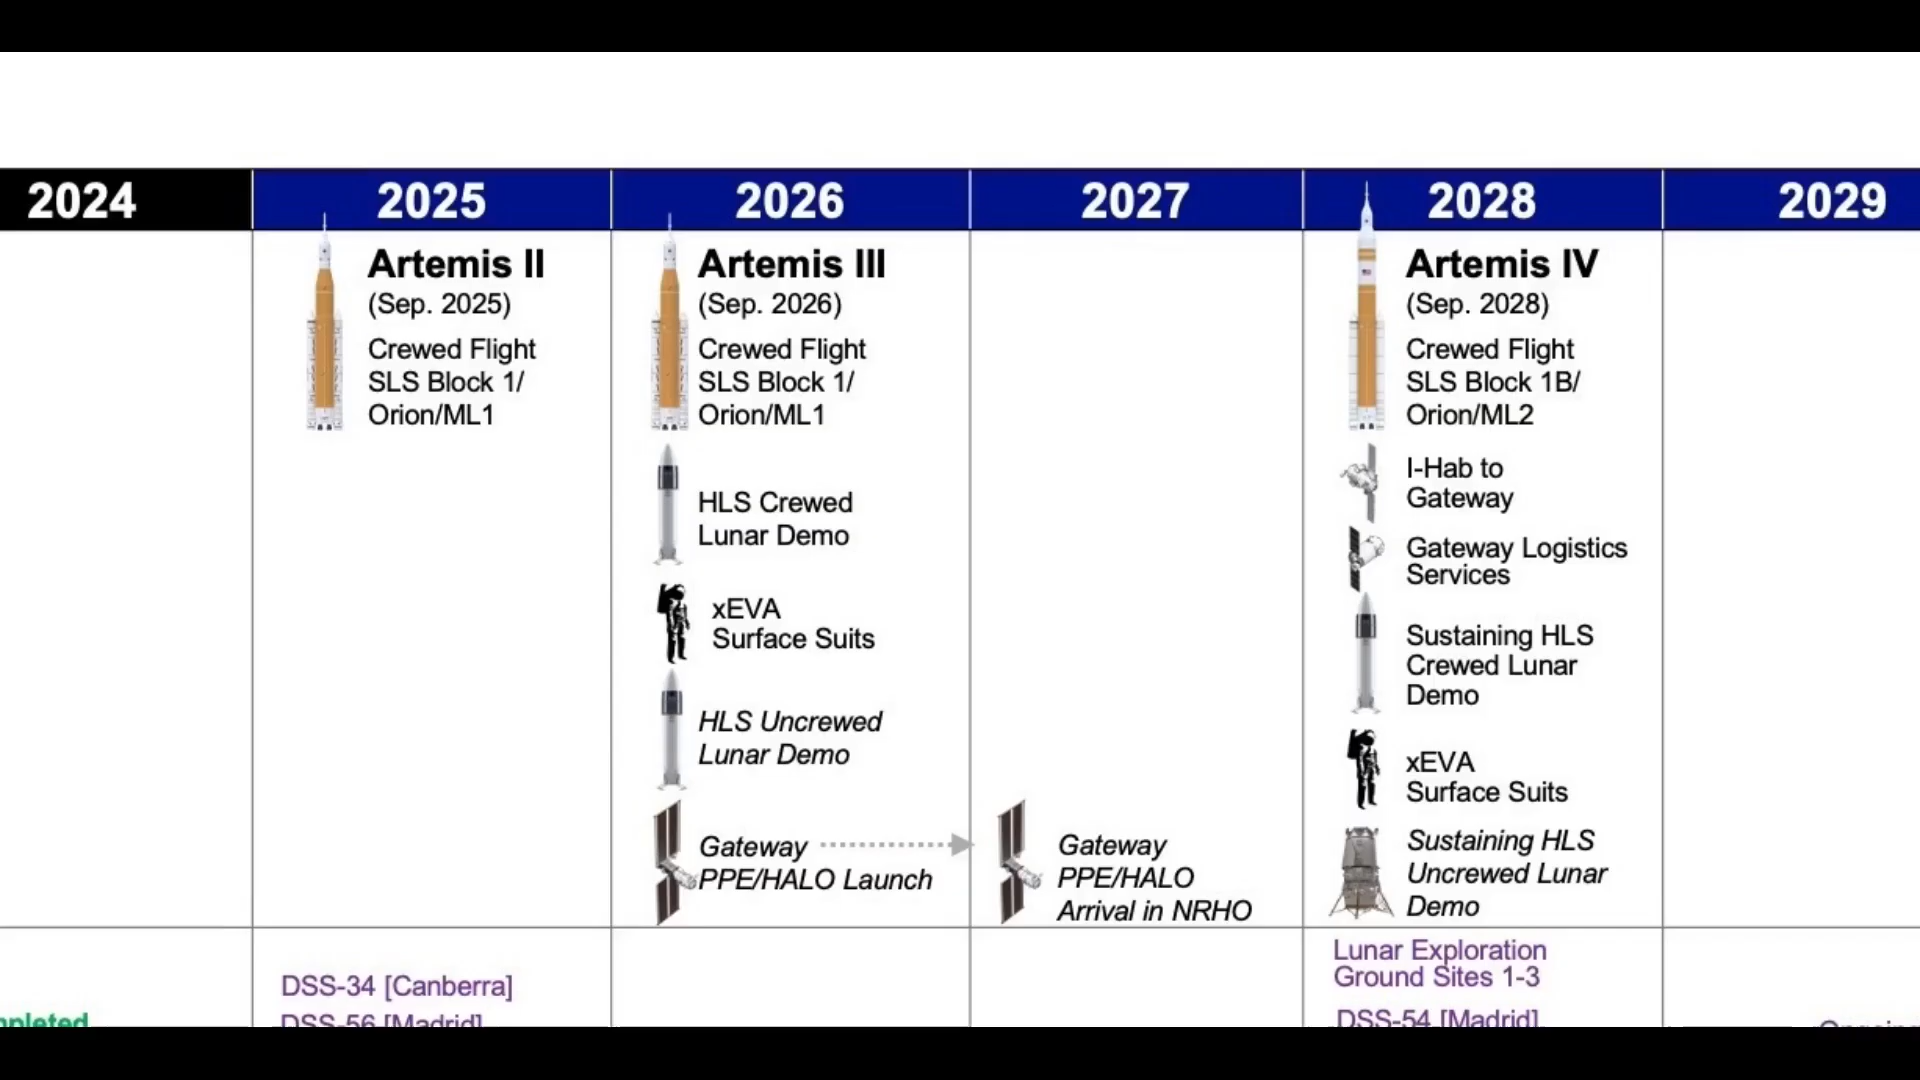 2024
2025
2026
2027
2028
2029
Artemis II
(Sep. 2025)
Crewed Flight
SLS Block 1/
Orion/ML1
Artemis III
(Sep. 2026)
Crewed Flight
SLS Block 1/
Orion/ML1
HLS Crewed
Lunar Demo
xEVA
Surface Suits
HLS Uncrewed
Lunar Demo
Gateway
PPE/HALO Launch
Gateway
PPE/HALO
Arrival in NRHO
Artemis IV
(Sep. 2028)
Crewed Flight
SLS Block 1B/
Orion/ML2
I-Hab to
Gateway
Gateway Logistics
Services
Sustaining HLS
Crewed Lunar
Demo
xEVA
Surface Suits
Sustaining HLS
Uncrewed Lunar
Demo
DSS-34 [Canberra]
DSS-56 [Madrid]
Lunar Exploration
Ground Sites 1-3
DSS-54 [Madrid]